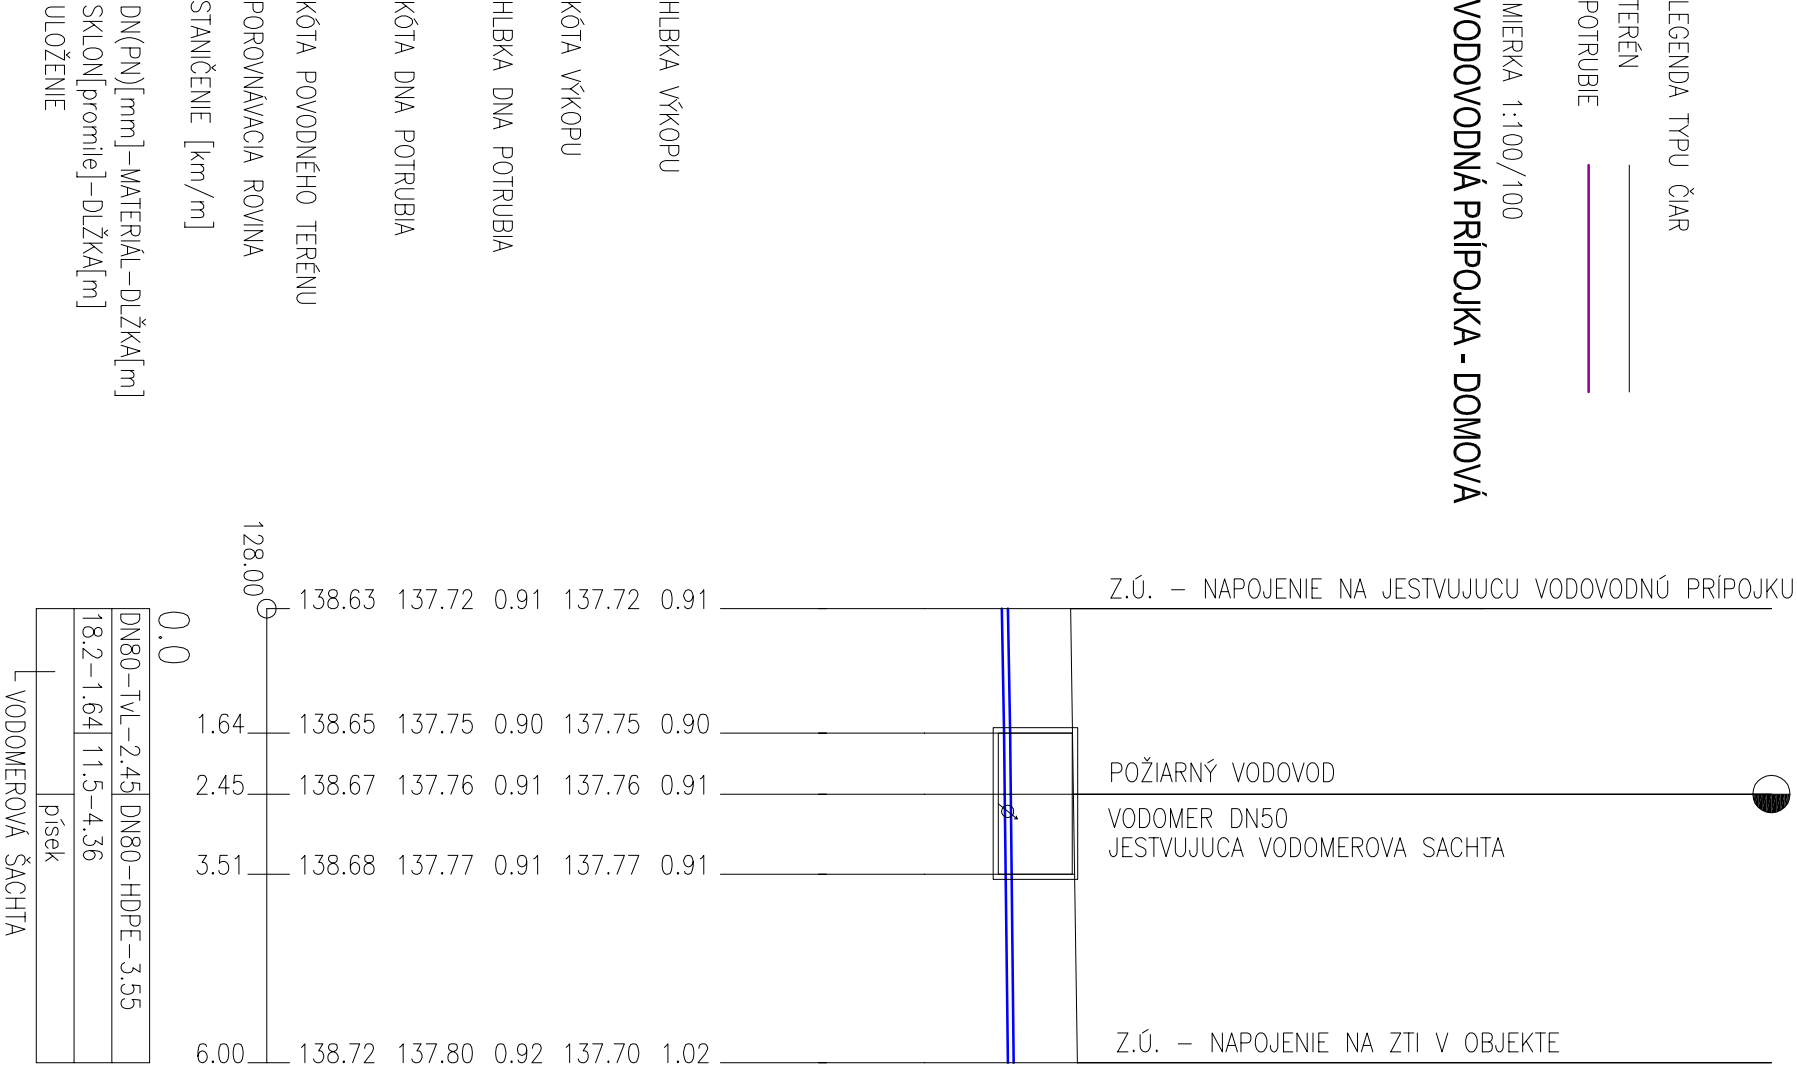 LEGENDA TYPU ČIAR
TERÉN
POTRUBIE
MIERKA 1:100/100
VODOVODNÁ PRÍPOJKA - DOMOVÁ
HLBKA VÝKOPU
KÓTA VÝKOPU
HLBKA DNA POTRUBIA
KÓTA DNA POTRUBIA
KÓTA POVODNÉHO TERÉNU
POROVNÁVACIA ROVINA
STANIČENIE [km/m]
DN(PN)[mm]-MATERIÁL-DLŽKA[m]
SKLON[promile]-DLŽKA[m]
ULOŽENIE
128.00
0.0
138.63 137.72 0.91 137.72 0.91
1.64 138.65 137.75 0.90 137.75 0.90
2.45 138.67 137.76 0.91 137.76 0.91
3.51 138.68 137.77 0.91 137.77 0.91
6.00 138.72 137.80 0.92 137.70 1.02
Z.Ú. - NAPOJENIE NA JESTVUJUCU VODOVODNÚ PRÍPOJKU
POŽIARNÝ VODOVOD
VODOMER DN50
JESTVUJUCA VODOMEROVA SACHTA
Z.Ú. - NAPOJENIE NA ZTI V OBJEKTE
DN80-TvL-2.45 DN80-HDPE-3.55
18.2-1.64 11.5-4.36
písek
VODOMEROVÁ ŠACHTA